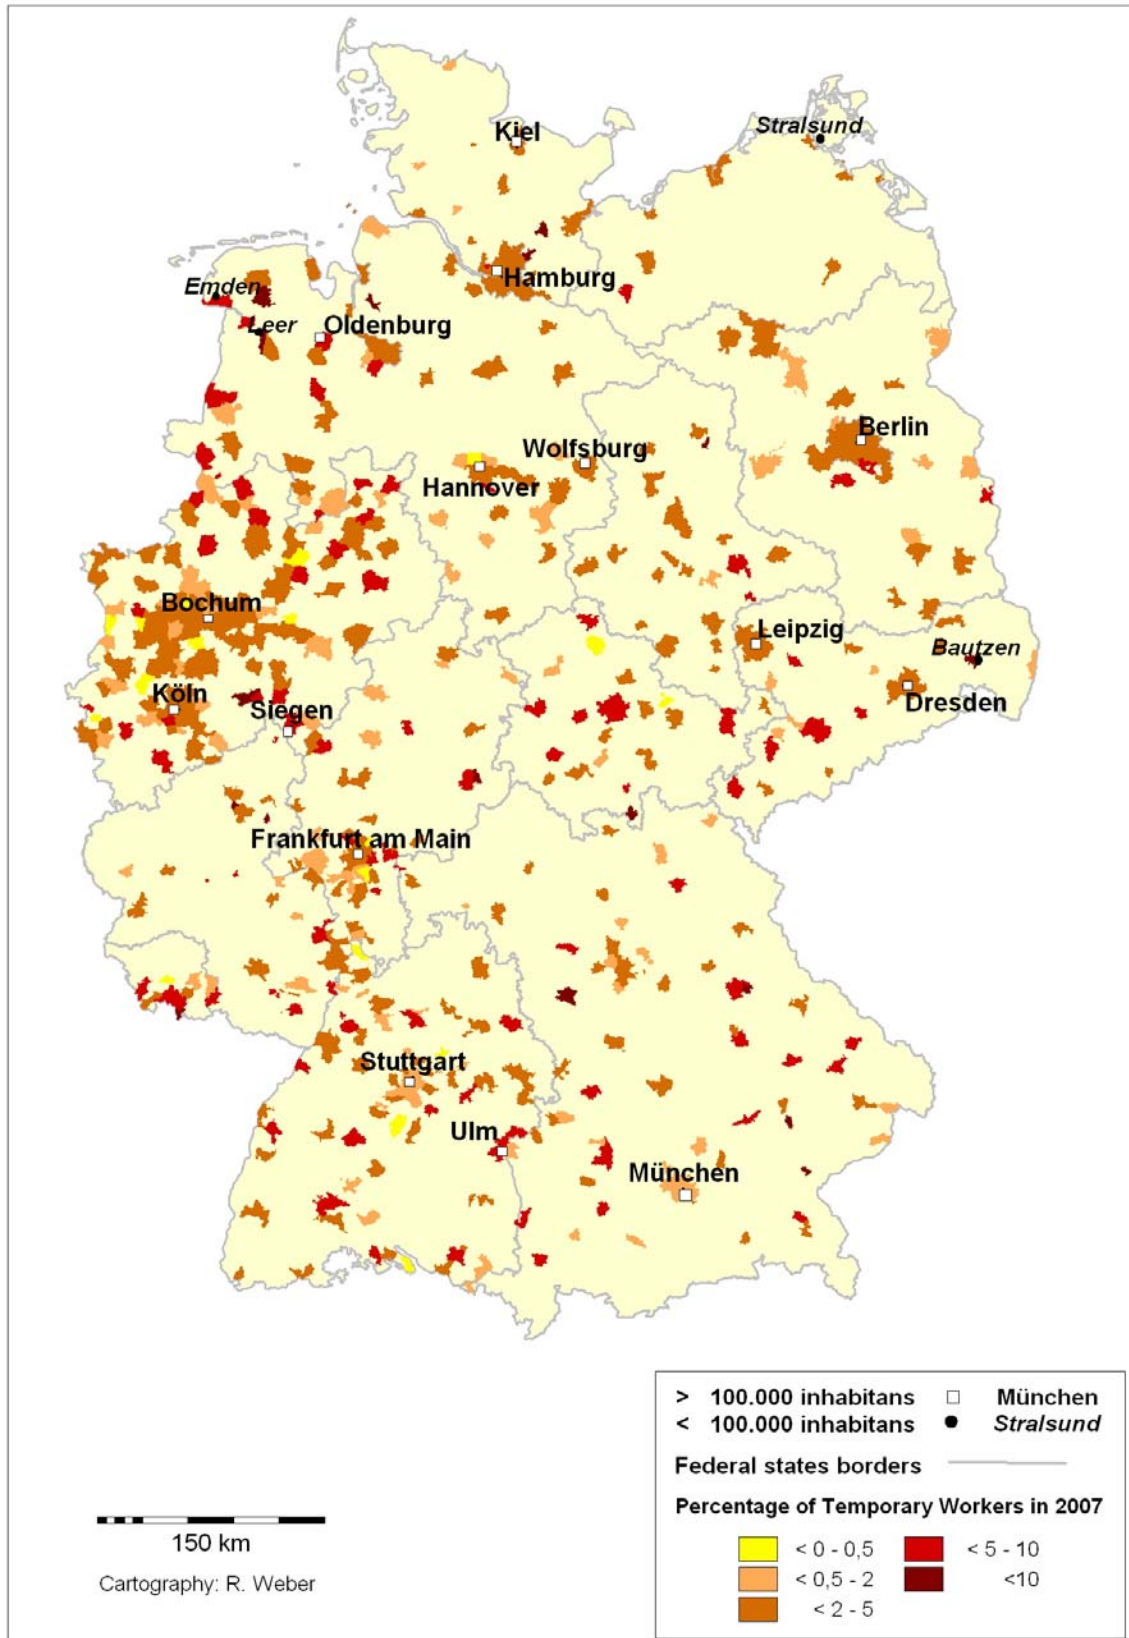 Kiel
Stralsund
Hamburg
Emden
Leer
Oldenburg
Berlin
Wolfsburg
Hannover
Bochum
Leipzig
Bautzen
Köln
Siegen
Dresden
Frankfurt am Main
Stuttgart
Ulm
München
> 100.000 inhabitans München
< 100.000 inhabitans Stralsund
Federal states borders
Percentage of Temporary Workers in 2007
< 0 - 0,5 < 5 - 10
< 0,5 - 2 <10
< 2 - 5
150 km
Cartography: R. Weber